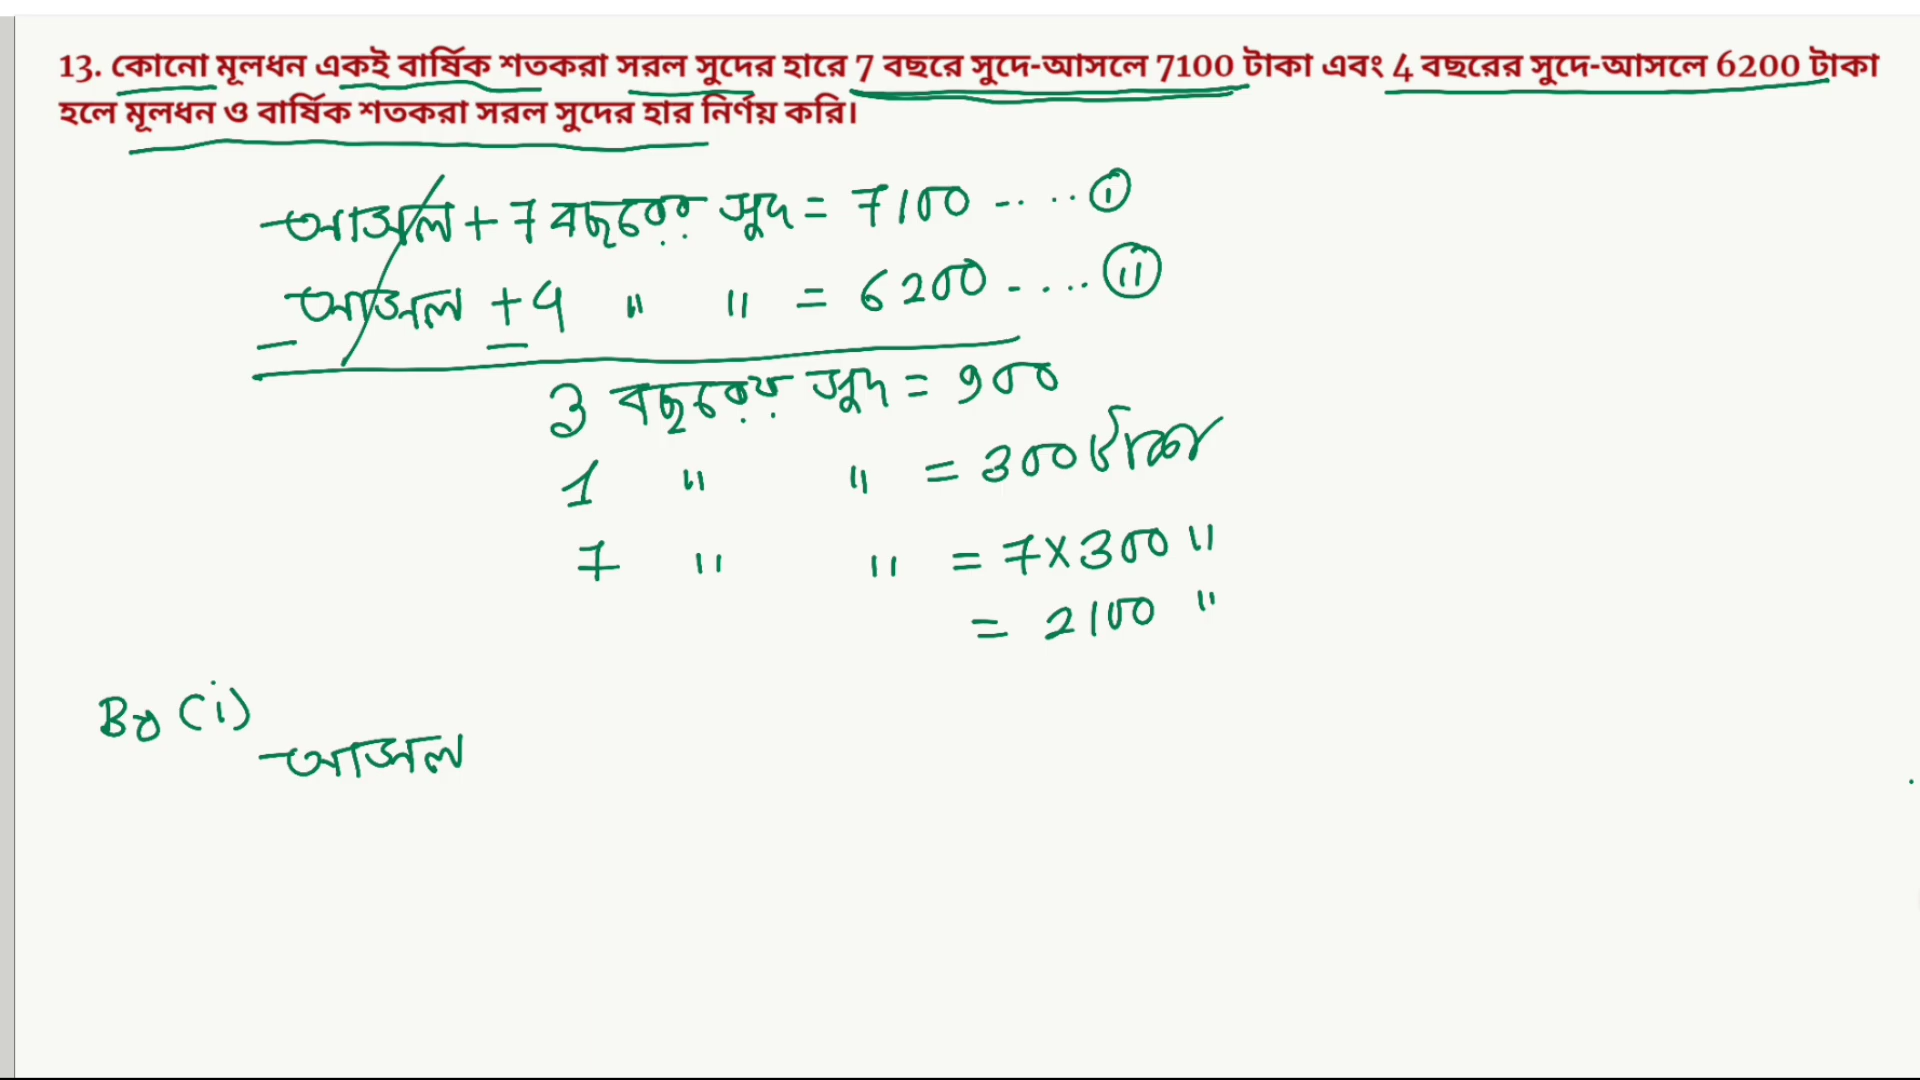 13. কোনো মূলধন একই বার্ষিক শতকরা সরল সুদের হারে 7 বছরে সুদে-আসলে 7100 টাকা এবং 4 বছরের সুদে-আসলে 6200 টাকা
হলে মূলধন ও বার্ষিক শতকরা সরল সুদের হার নির্ণয় করি।
আসল + 7 বছরের সুদ = 7100 -.... (i)
আসল + 4 " " = 6200 -.... (ii)
3 বছরের সুদ = 900
1 " " = 300 টাকা
7 " " = 7×300 "
= 2100 "
(i)
আসল